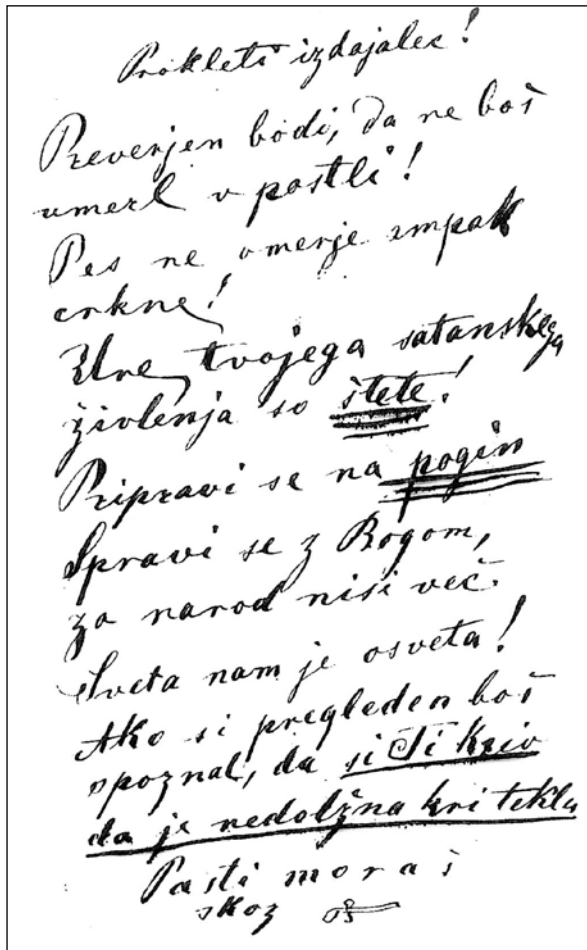 Prokleti izdajalec!
Preverjen bodi, da ne boš
umerl v postli!
Pes ne omerje ampak
crkne!
Ure tvojega satanskega
živlenja so štete!
Pripravi se na pogin
Spravi se z Bogom,
za narod nisi več.
Sveta nam je osveta!
Ako si pregleden boš
spoznal, da si Ti kriv
da je nedolžna kri tekla
Pasti moraš
skoz